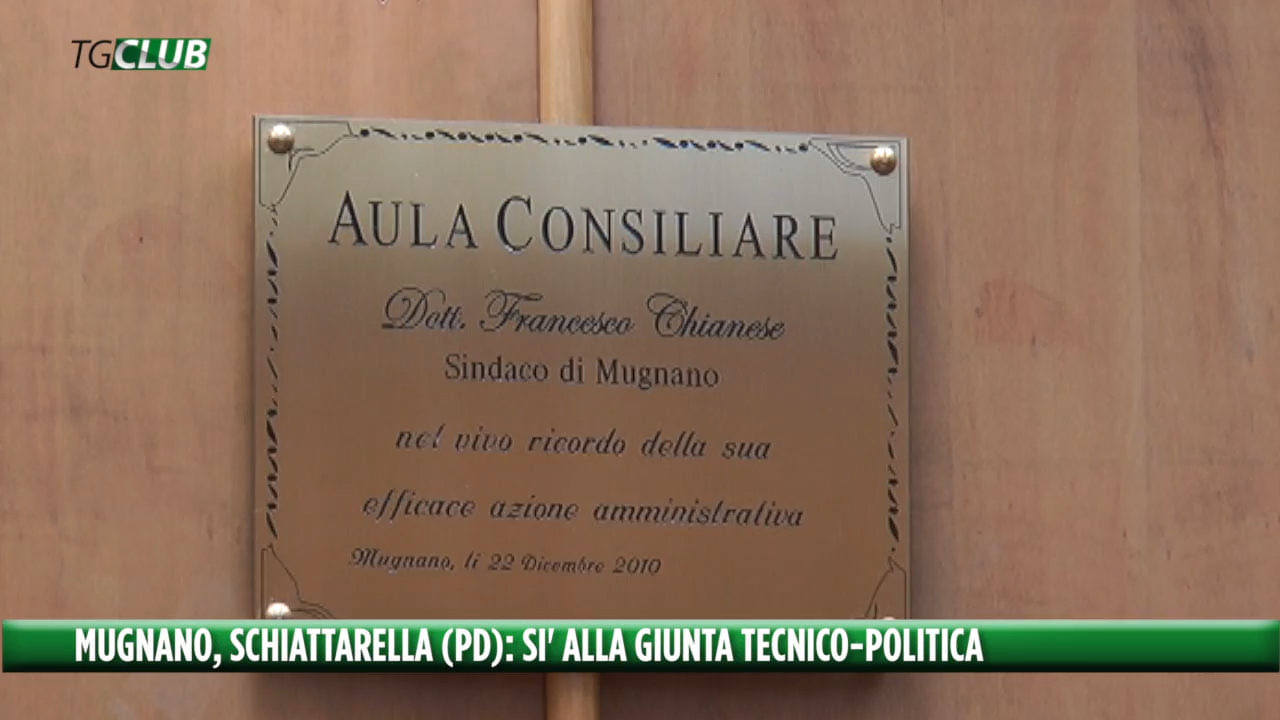 TGCLUB
AULA CONSILIARE
Dott. Francesco Chianese
Sindaco di Mugnano
nel vivo ricordo della sua
efficace azione amministrativa
Mugnano, li 22 Dicembre 2010
MUGNANO, SCHIATTARELLA (PD): SI' ALLA GIUNTA TECNICO-POLITICA